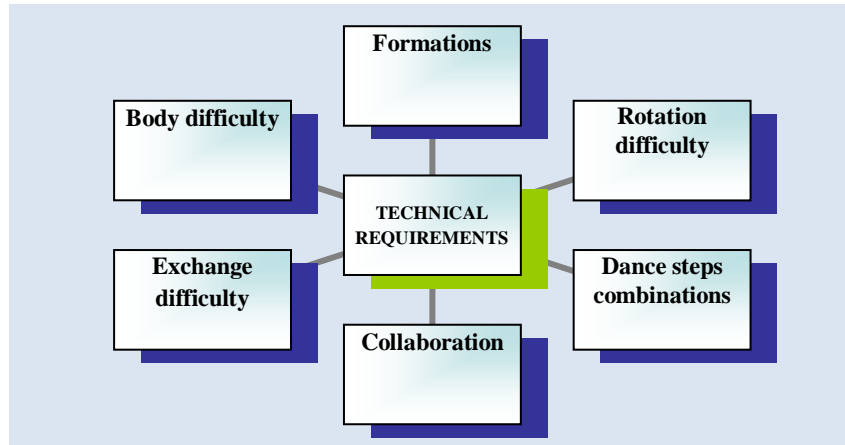 Formations
Body difficulty
Rotation
difficulty
TECHNICAL
REQUIREMENTS
Exchange
difficulty
Dance steps
combinations
Collaboration